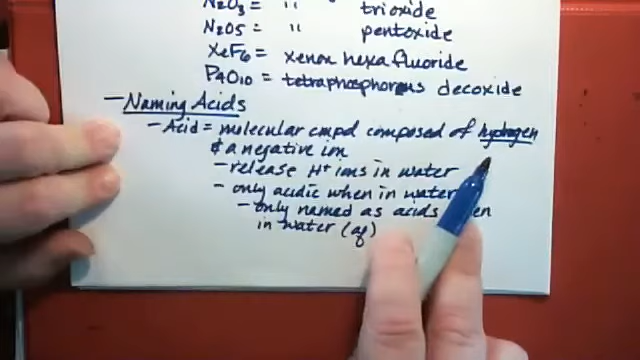 N2O3 = " trioxide
N2O5 = " pentoxide
XeF6 = xenon hexafluoride
P4O10 = tetraphosphorous decoxide
- Naming Acids
- Acid = molecular cmpd composed of hydrogen
& a negative ion
- release H+ ions in water
- only acidic when in water
- only named as acids
in water (aq)